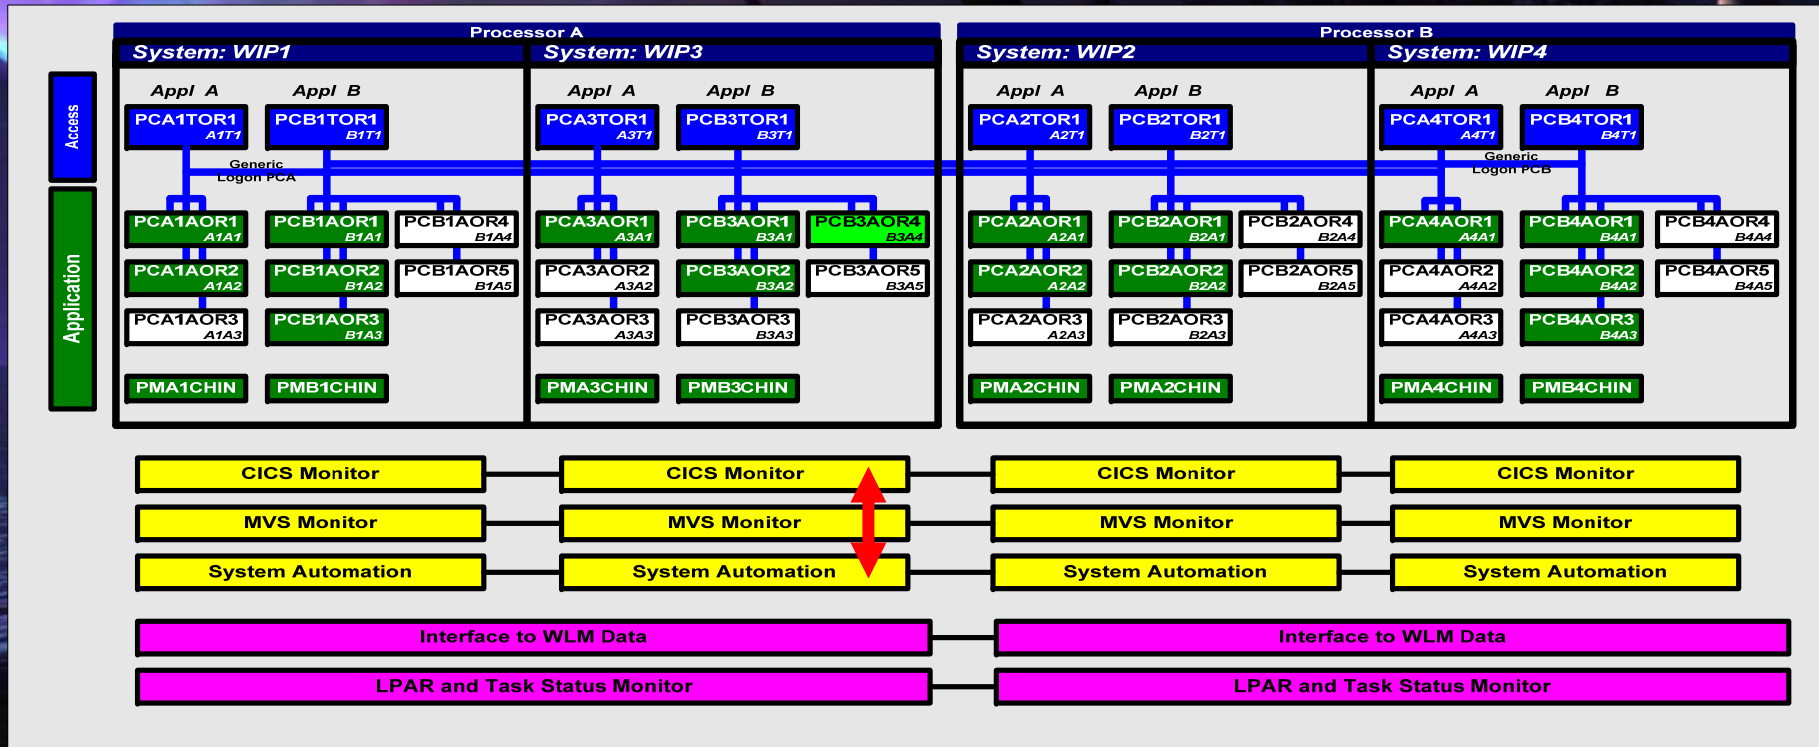 Processor A
Processor B
System: WIP1
System: WIP3
System: WIP2
System: WIP4
Access
Appl A
Appl B
Appl A
Appl B
Appl A
Appl B
Appl A
Appl B
PCA1TOR1
A1T1
PCB1TOR1
B1T1
PCA3TOR1
A3T1
PCB3TOR1
B3T1
PCA2TOR1
A2T1
PCB2TOR1
B2T1
PCA4TOR1
A4T1
PCB4TOR1
B4T1
Generic
Logon PCA
Generic
Logon PCB
Application
PCA1AOR1
A1A1
PCB1AOR1
B1A1
PCB1AOR4
B1A4
PCA3AOR1
A3A1
PCB3AOR1
B3A1
PCB3AOR4
B3A4
PCA2AOR1
A2A1
PCB2AOR1
B2A1
PCB2AOR4
B2A4
PCA4AOR1
A4A1
PCB4AOR1
B4A1
PCB4AOR4
B4A4
PCA1AOR2
A1A2
PCB1AOR2
B1A2
PCB1AOR5
B1A5
PCA3AOR2
A3A2
PCB3AOR2
B3A2
PCB3AOR5
B3A5
PCA2AOR2
A2A2
PCB2AOR2
B2A2
PCB2AOR5
B2A5
PCA4AOR2
A4A2
PCB4AOR2
B4A2
PCB4AOR5
B4A5
PCA1AOR3
A1A3
PCB1AOR3
B1A3
PCA3AOR3
A3A3
PCB3AOR3
B3A3
PCA2AOR3
A2A3
PCB2AOR3
B2A3
PCA4AOR3
A4A3
PCB4AOR3
B4A3
PMA1CHIN
PMB1CHIN
PMA3CHIN
PMB3CHIN
PMA2CHIN
PMA2CHIN
PMA4CHIN
PMB4CHIN
CICS Monitor
CICS Monitor
CICS Monitor
CICS Monitor
MVS Monitor
MVS Monitor
MVS Monitor
MVS Monitor
System Automation
System Automation
System Automation
System Automation
Interface to WLM Data
Interface to WLM Data
LPAR and Task Status Monitor
LPAR and Task Status Monitor